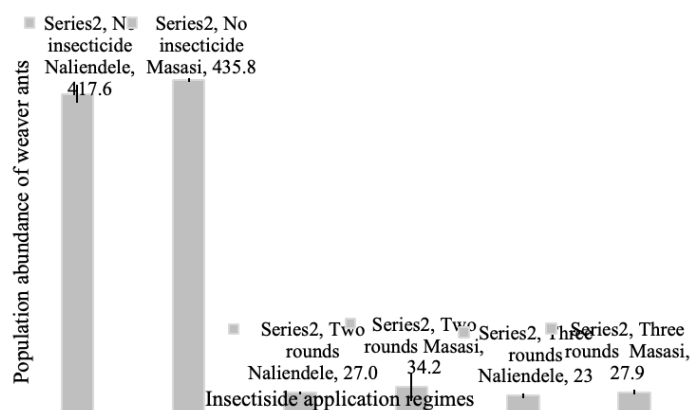 Population abundance of weaver ants
Series2, No
insecticide
Naliendele,
417.6
Series2, No
insecticide
Masasi, 435.8
Series2, Two
rounds
Naliendele, 27.0
Series2, Two
rounds Masasi,
34.2
Series2, Three
rounds
Naliendele, 23
Series2, Three
rounds Masasi,
27.9
Insectiside application regimes